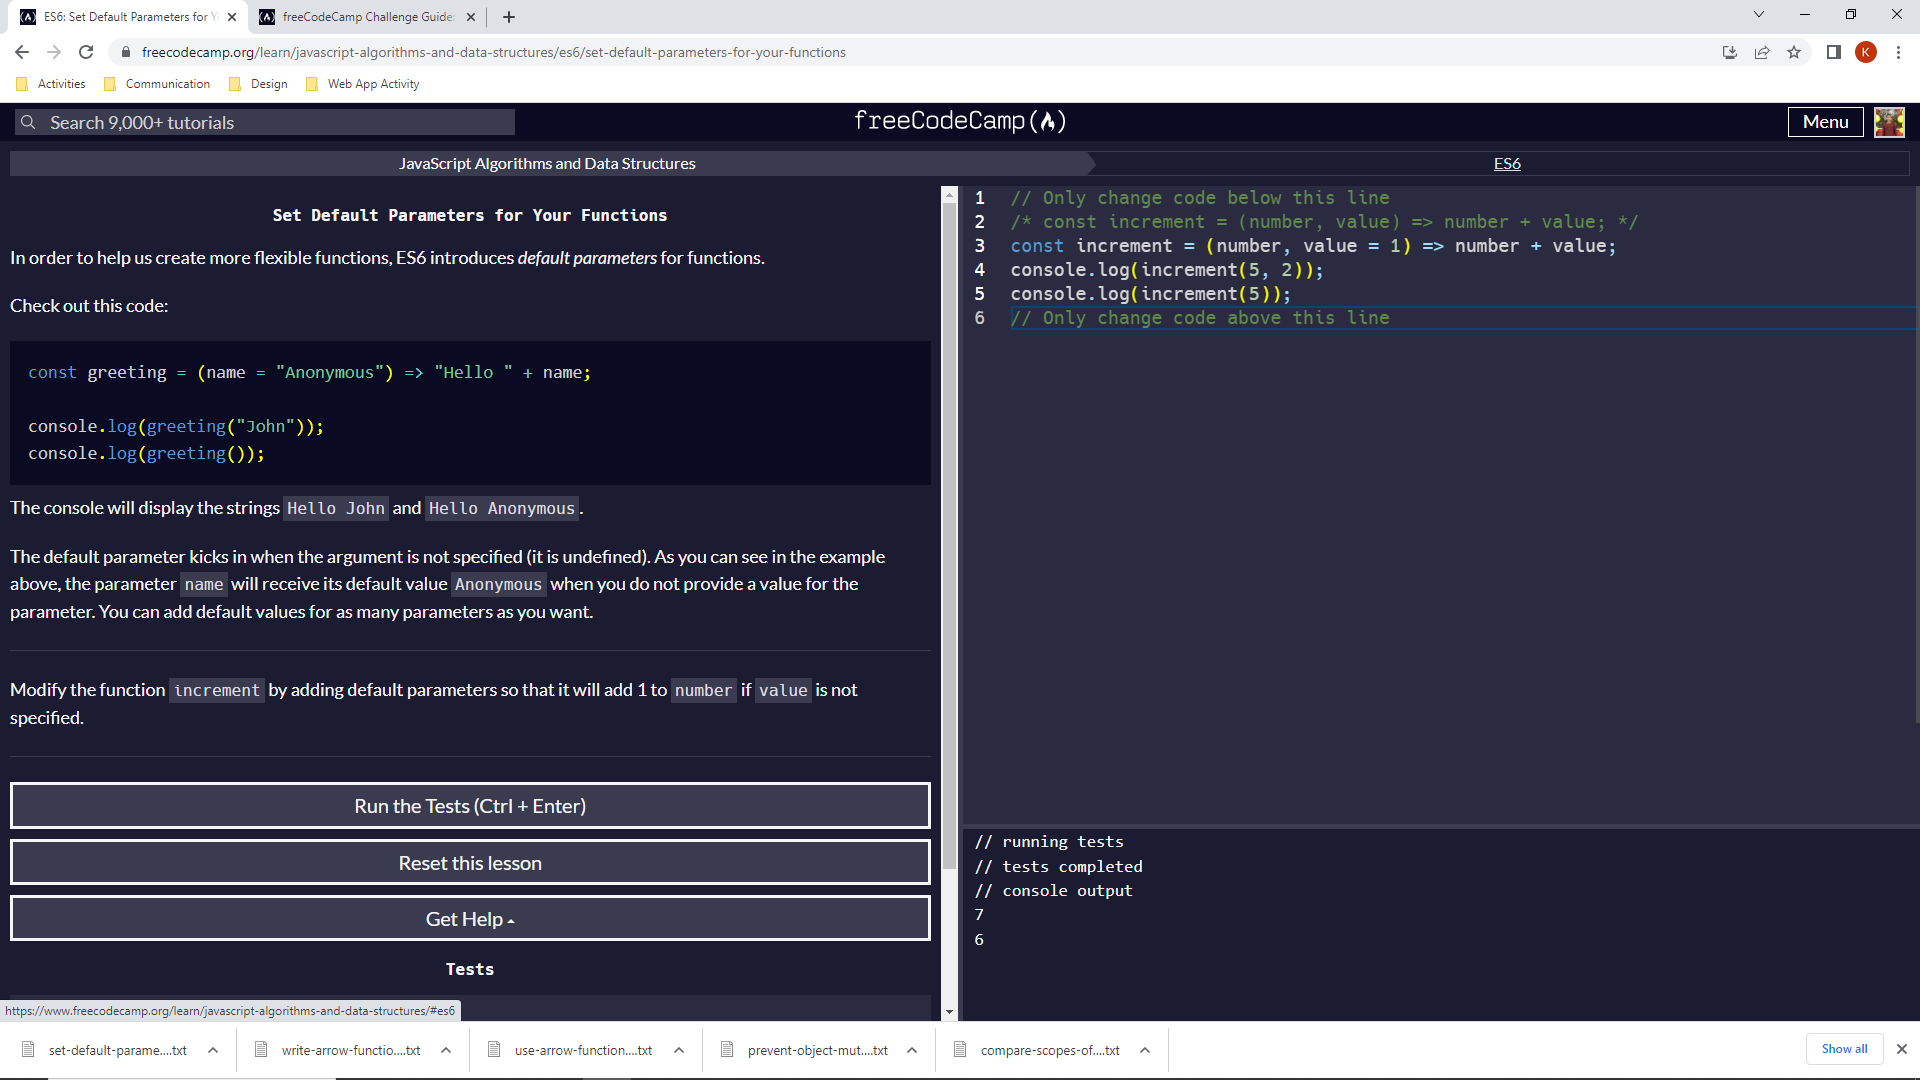 ES6: Set Default Parameters for Y
freeCodeCamp Challenge Guide:
freecodecamp.org/learn/javascript-algorithms-and-data-structures/es6/set-default-parameters-for-your-functions
K
Activities
Communication
Design
Web App Activity
Search 9,000+ tutorials
freeCodeCamp
Menu
JavaScript Algorithms and Data Structures
ES6
Set Default Parameters for Your Functions
In order to help us create more flexible functions, ES6 introduces default parameters for functions.
Check out this code:
const greeting = (name = "Anonymous") => "Hello " + name;
console.log(greeting("John"));
console.log(greeting());
The console will display the strings Hello John and Hello Anonymous.
The default parameter kicks in when the argument is not specified (it is undefined). As you can see in the example
above, the parameter name will receive its default value Anonymous when you do not provide a value for the
parameter. You can add default values for as many parameters as you want.
Modify the function increment by adding default parameters so that it will add 1 to number if value is not
specified.
Run the Tests (Ctrl + Enter)
Reset this lesson
Get Help
Tests
1 // Only change code below this line
2 /* const increment = (number, value) => number + value; */
3 const increment = (number, value = 1) => number + value;
4 console.log(increment(5, 2));
5 console.log(increment(5));
6 // Only change code above this line
// running tests
// tests completed
// console output
7
6
https://www.freecodecamp.org/learn/javascript-algorithms-and-data-structures/#es6
set-default-parame....txt
write-arrow-functio....txt
use-arrow-function....txt
prevent-object-mut....txt
compare-scopes-of....txt
Show all